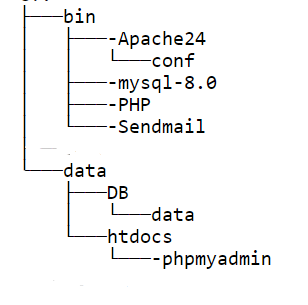 bin
-Apache24
conf
-mysql-8.0
-PHP
-Sendmail
data
DB
data
htdocs
-phpmyadmin